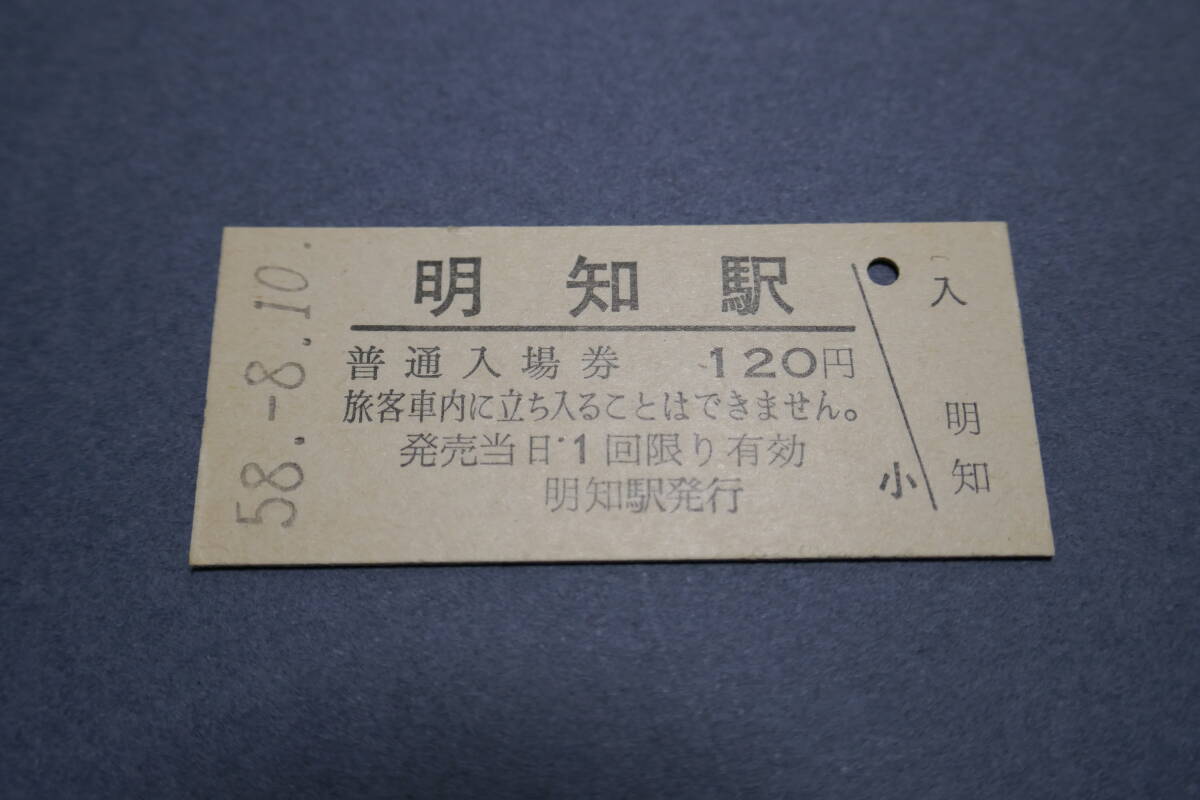 58.-8.10.
明知駅
普通入場券 120円
旅客車内に立ち入ることはできません。
発売当日1回限り有効
明知駅発行
小
入
明知